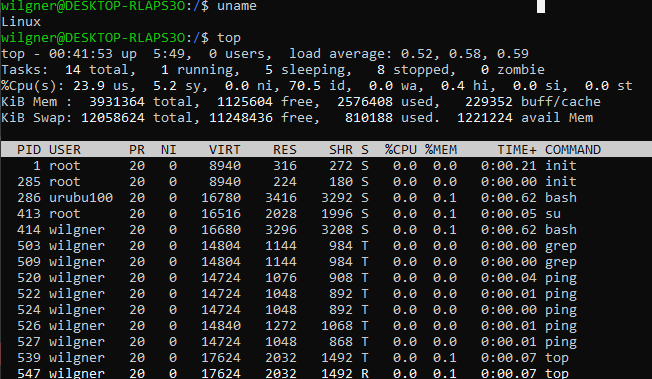 wilgner@DESKTOP-RLAPS3O:/$ uname
Linux
wilgner@DESKTOP-RLAPS3O:/$ top
top - 00:41:53 up  5:49,  0 users,  load average: 0.52, 0.58, 0.59
Tasks:  14 total,   1 running,   5 sleeping,   8 stopped,   0 zombie
%Cpu(s): 23.9 us,  5.2 sy,  0.0 ni, 70.5 id,  0.0 wa,  0.4 hi,  0.0 si,  0.0 st
KiB Mem :  3931364 total,  1125604 free,  2576408 used,   229352 buff/cache
KiB Swap: 12058624 total, 11248436 free,   810188 used.  1221224 avail Mem
PID USER      PR  NI    VIRT    RES    SHR S  %CPU %MEM     TIME+ COMMAND
1 root      20   0    8940    316    272 S   0.0  0.0   0:00.21 init
285 root      20   0    8940    224    180 S   0.0  0.0   0:00.00 init
286 urubu100  20   0   16780   3416   3292 S   0.0  0.1   0:00.62 bash
413 root      20   0   16516   2028   1996 S   0.0  0.1   0:00.05 su
414 wilgner   20   0   16680   3296   3208 S   0.0  0.1   0:00.62 bash
503 wilgner   20   0   14804   1144    984 T   0.0  0.0   0:00.00 grep
509 wilgner   20   0   14804   1144    984 T   0.0  0.0   0:00.00 grep
520 wilgner   20   0   14724   1076    908 T   0.0  0.0   0:00.04 ping
522 wilgner   20   0   14724   1048    892 T   0.0  0.0   0:00.01 ping
524 wilgner   20   0   14724   1048    892 T   0.0  0.0   0:00.00 ping
526 wilgner   20   0   14840   1272   1068 T   0.0  0.0   0:00.01 ping
527 wilgner   20   0   14724   1048    868 T   0.0  0.0   0:00.01 ping
539 wilgner   20   0   17624   2032   1492 T   0.0  0.1   0:00.07 top
547 wilgner   20   0   17624   2032   1492 R   0.0  0.1   0:00.07 top